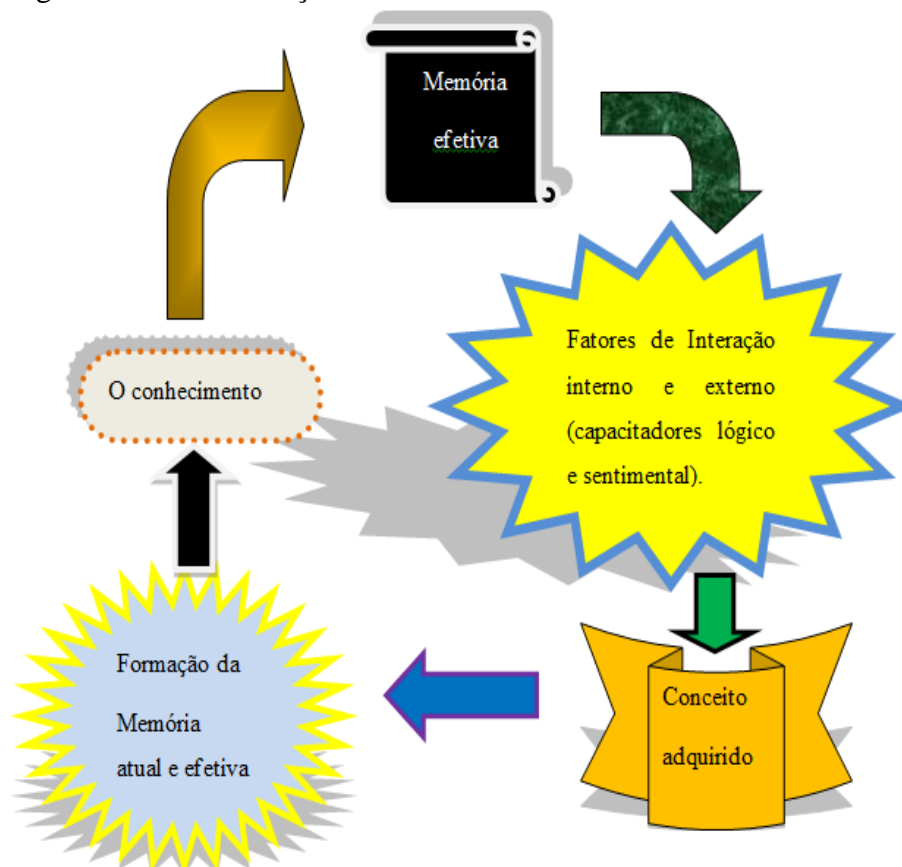 Memória
efetiva
Fatores de Interação
interno e externo
(capacitadores lógico
e sentimental).
O conhecimento
Formação da
Memória
atual e efetiva
Conceito
adquirido